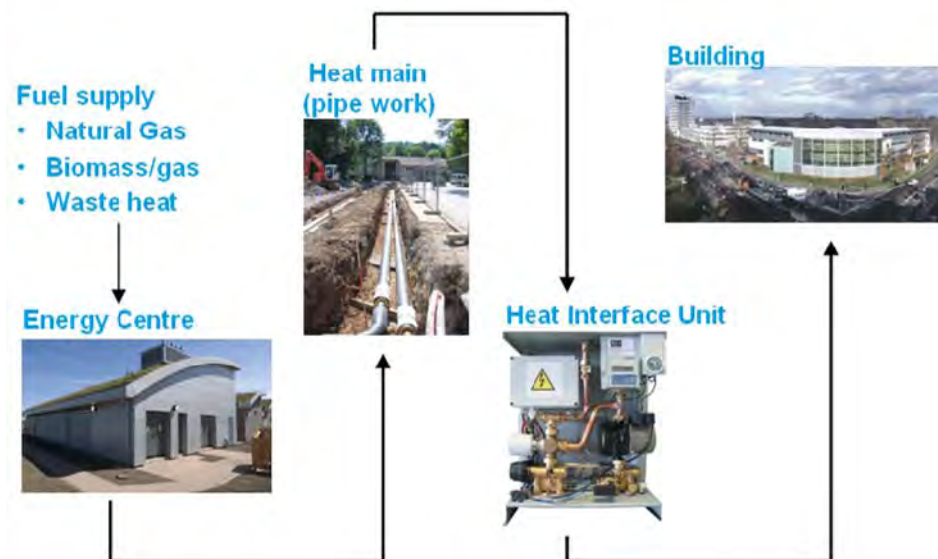 Fuel supply
• Natural Gas
• Biomass/gas
• Waste heat
Energy Centre
Heat main
(pipe work)
Heat Interface Unit
Building